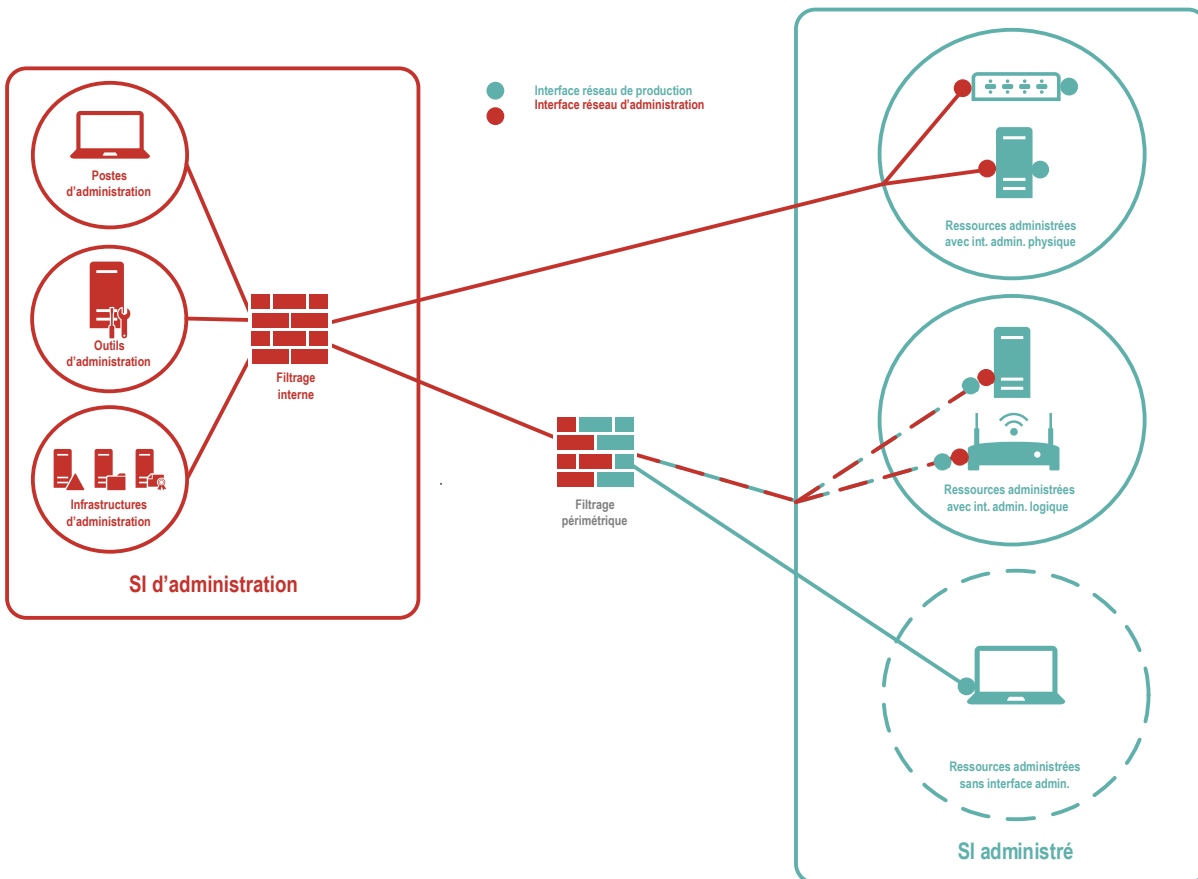 Interface réseau de production
Interface réseau d'administration
Postes
d'administration
Outils
d'administration
Infrastructures
d'administration
SI d'administration
Filtrage
interne
Filtrage
périmétrique
Ressources administrées
avec int. admin. physique
Ressources administrées
avec int. admin. logique
Ressources administrées
sans interface admin.
SI administré